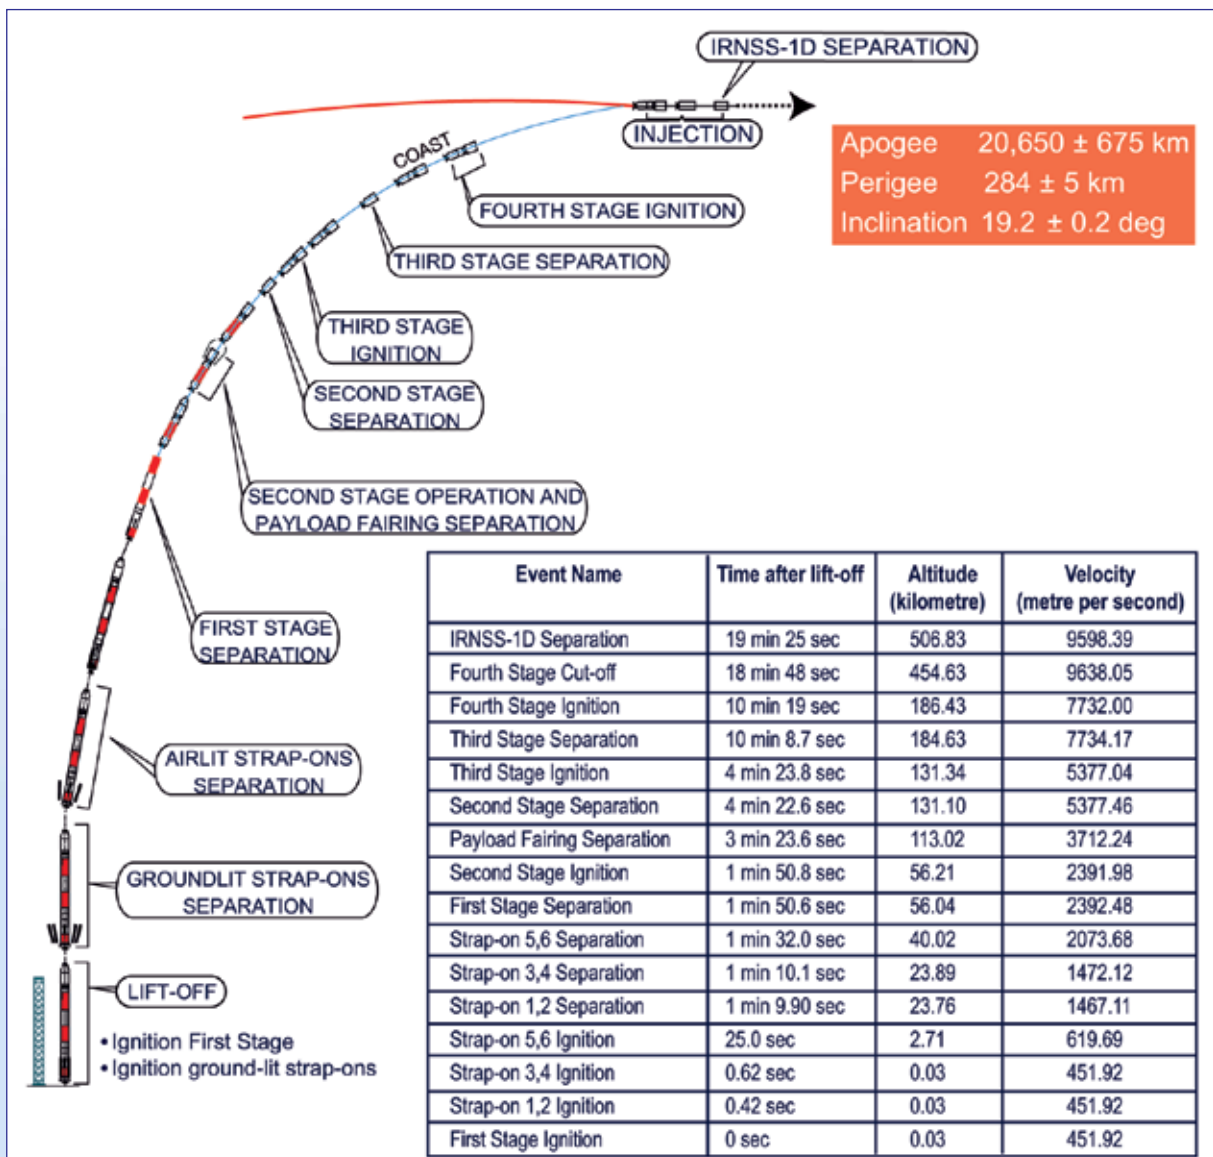 IRNSS-1D SEPARATION
INJECTION
COAST
Apogee 20,650 ± 675 km
Perigee 284 ± 5 km
Inclination 19.2 ± 0.2 deg
FOURTH STAGE IGNITION
THIRD STAGE SEPARATION
THIRD STAGE
IGNITION
SECOND STAGE
SEPARATION
SECOND STAGE OPERATION AND
PAYLOAD FAIRING SEPARATION
FIRST STAGE
SEPARATION
AIRLIT STRAP-ONS
SEPARATION
GROUNDLIT STRAP-ONS
SEPARATION
LIFT-OFF
• Ignition First Stage
• Ignition ground-lit strap-ons
Event Name Time after lift-off Altitude (kilometre) Velocity (metre per second)
IRNSS-1D Separation 19 min 25 sec 506.83 9598.39
Fourth Stage Cut-off 18 min 48 sec 454.63 9638.05
Fourth Stage Ignition 10 min 19 sec 186.43 7732.00
Third Stage Separation 10 min 8.7 sec 184.63 7734.17
Third Stage Ignition 4 min 23.8 sec 131.34 5377.04
Second Stage Separation 4 min 22.6 sec 131.10 5377.46
Payload Fairing Separation 3 min 23.6 sec 113.02 3712.24
Second Stage Ignition 1 min 50.8 sec 56.21 2391.98
First Stage Separation 1 min 50.6 sec 56.04 2392.48
Strap-on 5,6 Separation 1 min 32.0 sec 40.02 2073.68
Strap-on 3,4 Separation 1 min 10.1 sec 23.89 1472.12
Strap-on 1,2 Separation 1 min 9.90 sec 23.76 1467.11
Strap-on 5,6 Ignition 25.0 sec 2.71 619.69
Strap-on 3,4 Ignition 0.62 sec 0.03 451.92
Strap-on 1,2 Ignition 0.42 sec 0.03 451.92
First Stage Ignition 0 sec 0.03 451.92